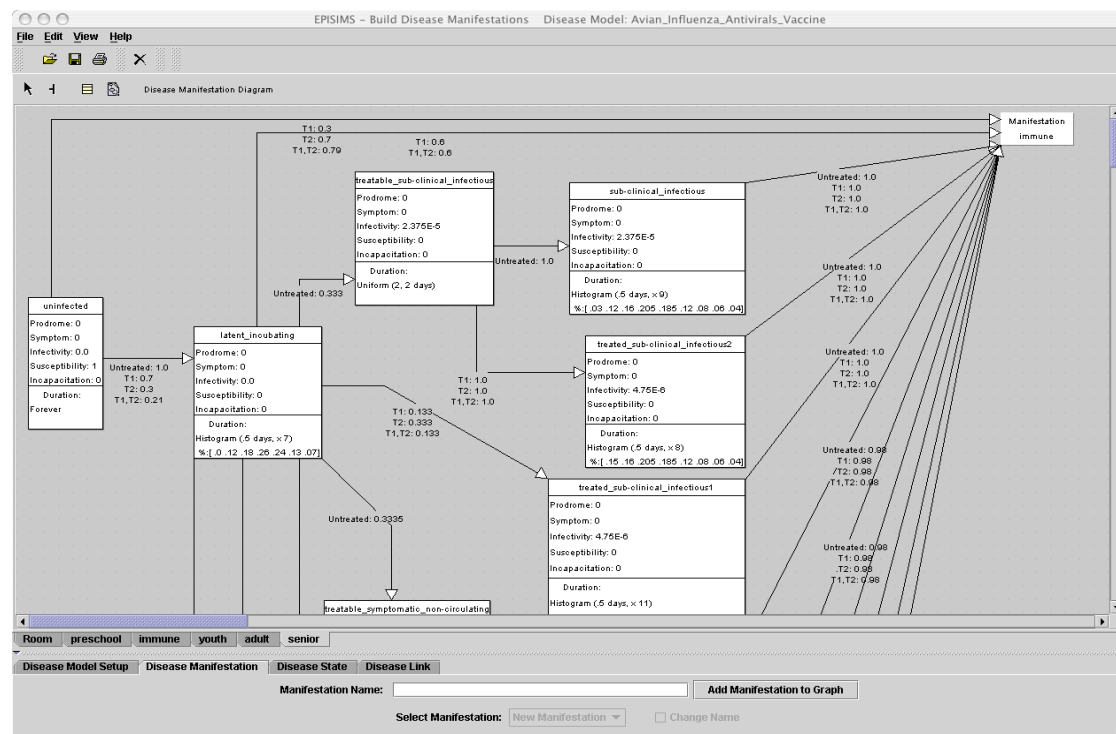 EPISIMS - Build Disease Manifestations Disease Model: Avian_Influenza_Antivirals_Vaccine
File Edit View Help
Disease Manifestation Diagram
Manifestation
immune
T1: 0.3
T2: 0.7
T1,T2: 0.79
T1: 0.6
T1,T2: 0.6
treatable_sub-clinical_infectious
Prodrome: 0
Symptom: 0
Infectivity: 2.375E-5
Susceptibility: 0
Incapacitation: 0
Duration:
Uniform (2, 2 days)
sub-clinical_infectious
Prodrome: 0
Symptom: 0
Infectivity: 2.375E-5
Susceptibility: 0
Incapacitation: 0
Duration:
Histogram (.5 days, x 9)
%:[ .03 .12 .16 .205 .185 .12 .08 .06 .04]
Untreated: 1.0
T1: 1.0
T2: 1.0
T1,T2: 1.0
Untreated: 1.0
Untreated: 0.333
Untreated: 1.0
T1: 1.0
T2: 1.0
T1,T2: 1.0
uninfected
Prodrome: 0
Symptom: 0
Infectivity: 0.0
Susceptibility: 1
Incapacitation: 0
Duration:
Forever
Untreated: 1.0
T1: 0.7
T2: 0.3
T1,T2: 0.21
latent_incubating
Prodrome: 0
Symptom: 0
Infectivity: 0.0
Susceptibility: 0
Incapacitation: 0
Duration:
Histogram (.5 days, x 7)
%:[ .0 .12 .18 .26 .24 .13 .07]
T1: 1.0
T2: 1.0
T1,T2: 1.0
treated_sub-clinical_infectious2
Prodrome: 0
Symptom: 0
Infectivity: 4.75E-6
Susceptibility: 0
Incapacitation: 0
Duration:
Histogram (.5 days, x 8)
%:[ .15 .16 .205 .185 .12 .08 .06 .04]
Untreated: 1.0
T1: 1.0
T2: 1.0
T1,T2: 1.0
T1: 0.133
T2: 0.333
T1,T2: 0.133
Untreated: 0.98
T1: 0.98
T2: 0.98
T1,T2: 0.98
treated_sub-clinical_infectious1
Prodrome: 0
Symptom: 0
Infectivity: 4.75E-6
Susceptibility: 0
Incapacitation: 0
Duration:
Histogram (.5 days, x 11)
Untreated: 0.3335
Untreated: 0.98
T1: 0.98
T2: 0.98
T1,T2: 0.98
treatable_symptomatic_non-circulating
Room preschool immune youth adult senior
Disease Model Setup Disease Manifestation Disease State Disease Link
Manifestation Name: Add Manifestation to Graph
Select Manifestation: New Manifestation Change Name